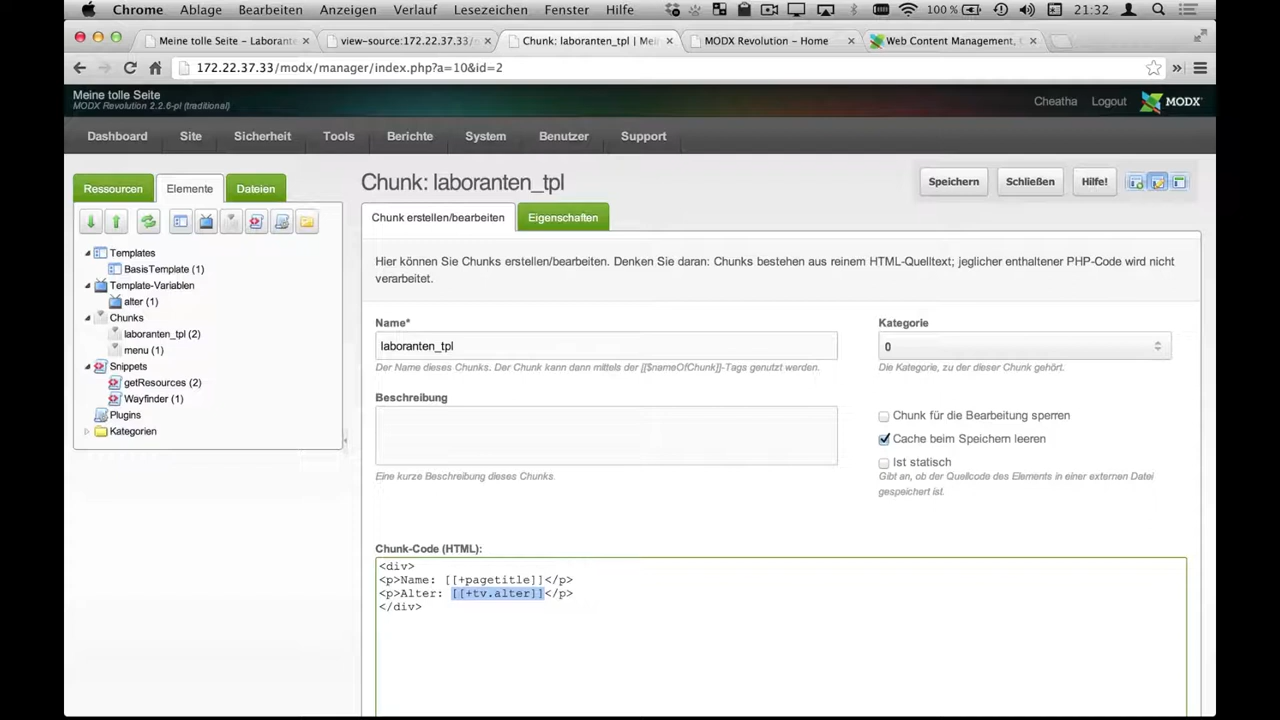 Chrome Ablage Bearbeiten Anzeigen Verlauf Lesezeichen Fenster Hilfe 100 % 21:32
Meine tolle Seite – Laborant view-source:172.22.37.33/ Chunk: laboranten_tpl | Mei MODX Revolution – Home Web Content Management,
172.22.37.33/modx/manager/index.php?a=10&id=2
Meine tolle Seite
MODX Revolution 2.2.6-pl (traditional)
Cheatha Logout MODX
Dashboard Site Sicherheit Tools Berichte System Benutzer Support
Ressourcen Elemente Dateien
Templates
BasisTemplate (1)
Template-Variablen
alter (1)
Chunks
laboranten_tpl (2)
menu (1)
Snippets
getResources (2)
Wayfinder (1)
Plugins
Kategorien
Chunk: laboranten_tpl
Speichern Schließen Hilfe!
Chunk erstellen/bearbeiten Eigenschaften
Hier können Sie Chunks erstellen/bearbeiten. Denken Sie daran: Chunks bestehen aus reinem HTML-Quelltext; jeglicher enthaltener PHP-Code wird nicht
verarbeitet.
Name*
laboranten_tpl
Der Name dieses Chunks. Der Chunk kann dann mittels der [[$nameOfChunk]]-Tags genutzt werden.
Kategorie
0
Die Kategorie, zu der dieser Chunk gehört.
Beschreibung
Eine kurze Beschreibung dieses Chunks.
Chunk für die Bearbeitung sperren
Cache beim Speichern leeren
Ist statisch
Gibt an, ob der Quellcode des Elements in einer externen Datei
gespeichert ist.
Chunk-Code (HTML):
<div>
<p>Name: [[+pagetitle]]</p>
<p>Alter: [[+tv.alter]]</p>
</div>